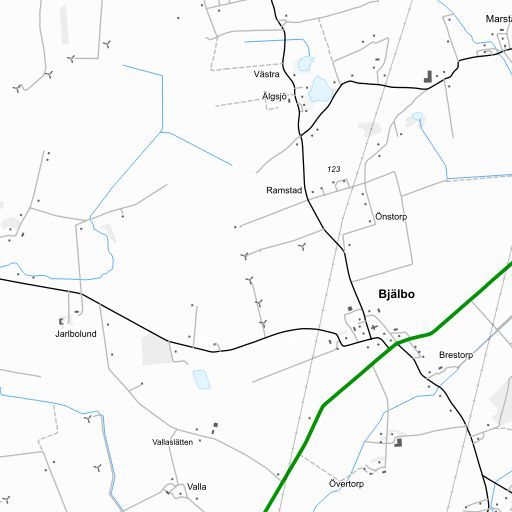 Marsta
Västra
Älgsjö
123
Ramstad
Önstorp
Bjälbo
Jarlbolund
Brestorp
Vallaslätten
Övertorp
Valla